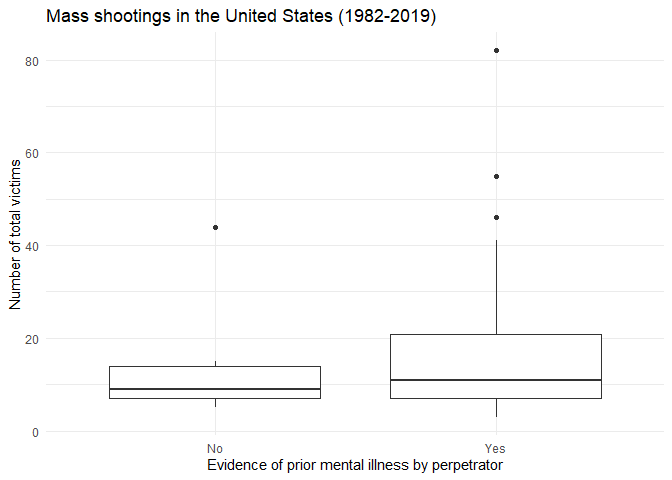 Mass shootings in the United States (1982-2019)
80
60
40
20
0
Number of total victims
No
Yes
Evidence of prior mental illness by perpetrator